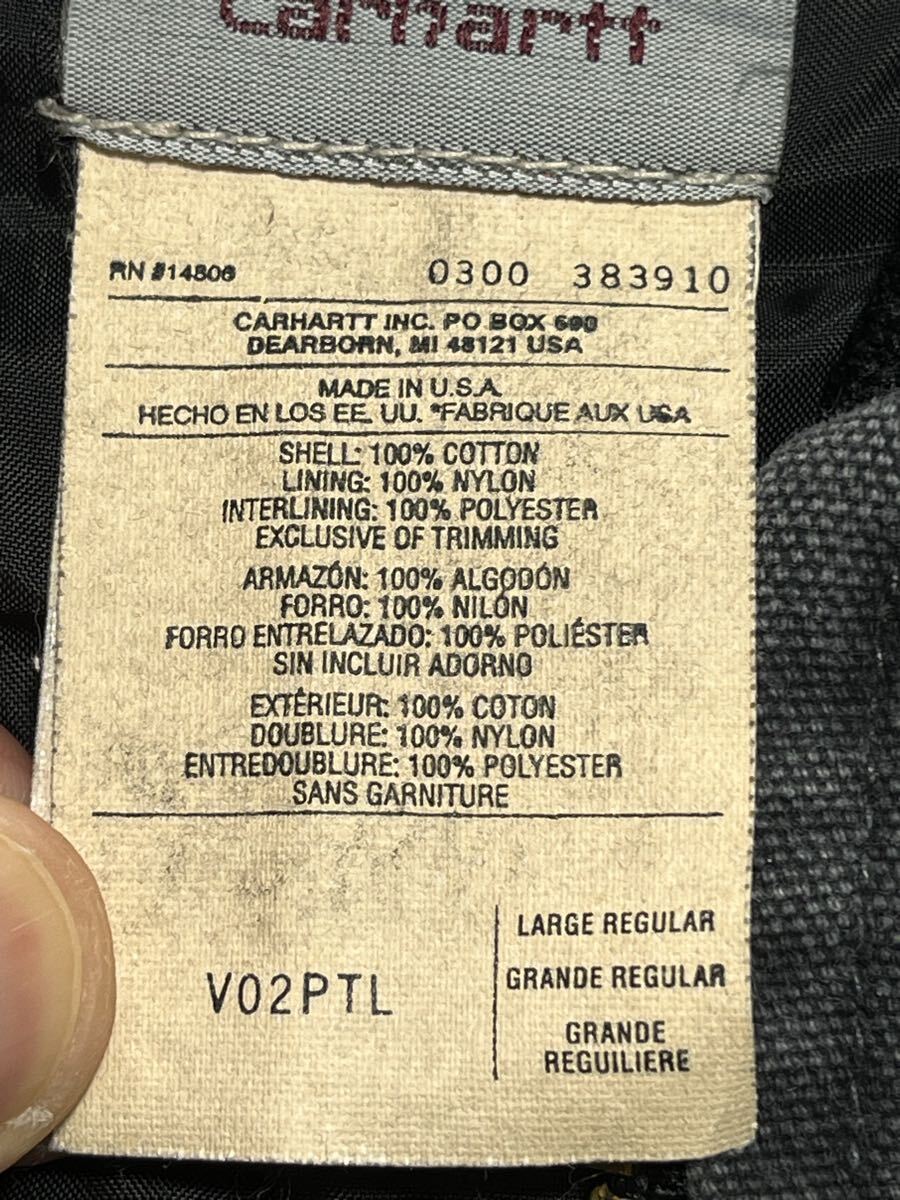 carhartt
RN #14806 0300 383910
CARHARTT INC. PO BOX 600
DEARBORN, MI 48121 USA
MADE IN U.S.A.
HECHO EN LOS EE. UU. *FABRIQUE AUX USA
SHELL: 100% COTTON
LINING: 100% NYLON
INTERLINING: 100% POLYESTER
EXCLUSIVE OF TRIMMING
ARMAZÓN: 100% ALGODÓN
FORRO: 100% NILÓN
FORRO ENTRELAZADO: 100% POLIÉSTER
SIN INCLUIR ADORNO
EXTÉRIEUR: 100% COTON
DOUBLURE: 100% NYLON
ENTREDOUBLURE: 100% POLYESTER
SANS GARNITURE
V02PTL
LARGE REGULAR
GRANDE REGULAR
GRANDE
REGUILIERE